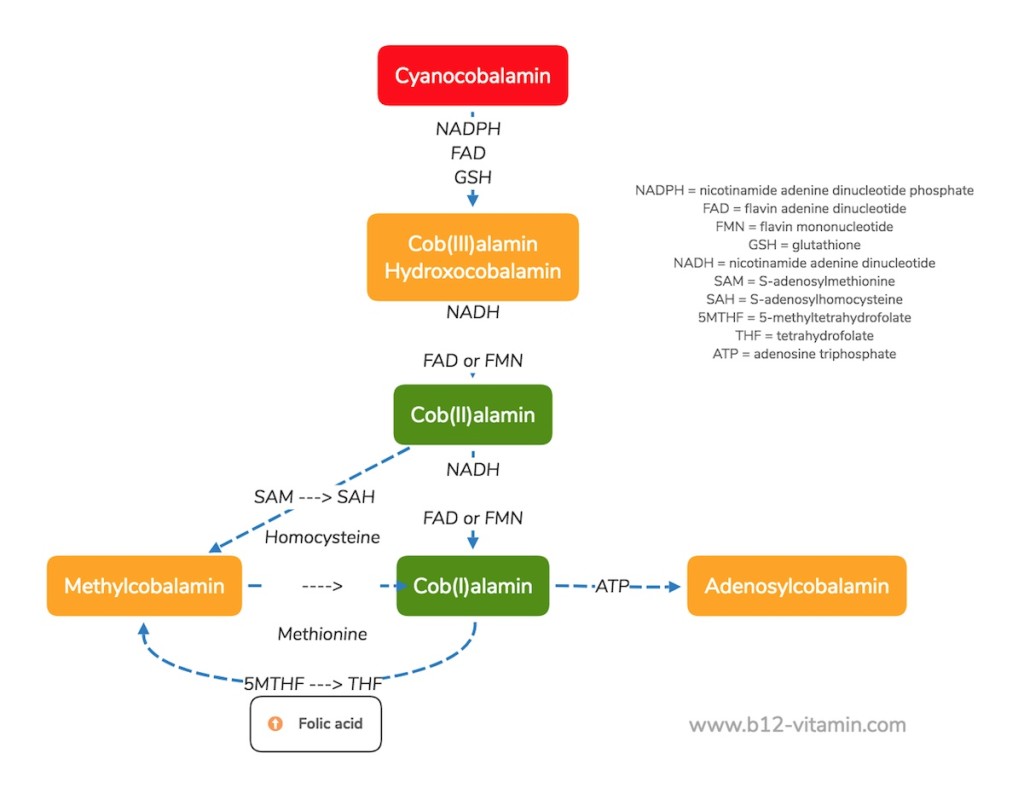 Cyanocobalamin
NADPH
FAD
GSH
NADPH = nicotinamide adenine dinucleotide phosphate
FAD = flavin adenine dinucleotide
FMN = flavin mononucleotide
GSH = glutathione
NADH = nicotinamide adenine dinucleotide
SAM = S-adenosylmethionine
SAH = S-adenosylhomocysteine
5MTHF = 5-methyltetrahydrofolate
THF = tetrahydrofolate
ATP = adenosine triphosphate
Cob(III)alamin
Hydroxocobalamin
NADH
FAD or FMN
Cob(II)alamin
NADH
SAM ---> SAH
FAD or FMN
Homocysteine
Methylcobalamin
---->
Cob(I)alamin
ATP
Adenosylcobalamin
Methionine
5MTHF ---> THF
Folic acid
www.b12-vitamin.com